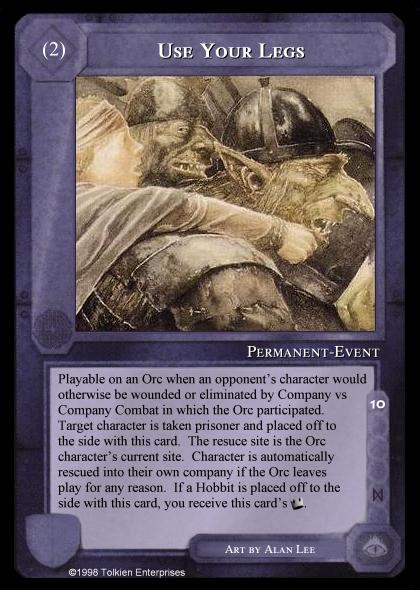 (2)
USE YOUR LEGS
PERMANENT-EVENT
Playable on an Orc when an opponent's character would
otherwise be wounded or eliminated by Company vs
Company Combat in which the Orc participated.
Target character is taken prisoner and placed off to
the side with this card. The resuce site is the Orc
character's current site. Character is automatically
rescued into their own company if the Orc leaves
play for any reason. If a Hobbit is placed off to the
side with this card, you receive this card's .
10
ART BY ALAN LEE
©1998 Tolkien Enterprises